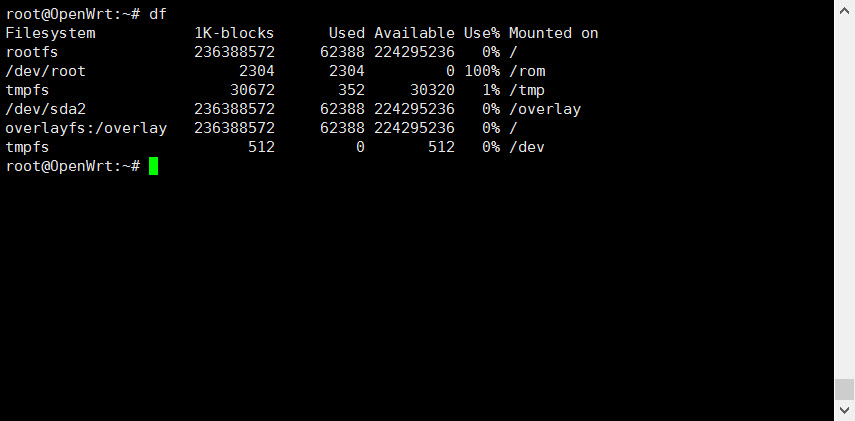 root@OpenWrt:~# df
Filesystem           1K-blocks      Used Available Use% Mounted on
rootfs               236388572     62388 224295236   0% /
/dev/root                 2304      2304         0 100% /rom
tmpfs                    30672       352     30320   1% /tmp
/dev/sda2            236388572     62388 224295236   0% /overlay
overlayfs:/overlay   236388572     62388 224295236   0% /
tmpfs                      512         0       512   0% /dev
root@OpenWrt:~#